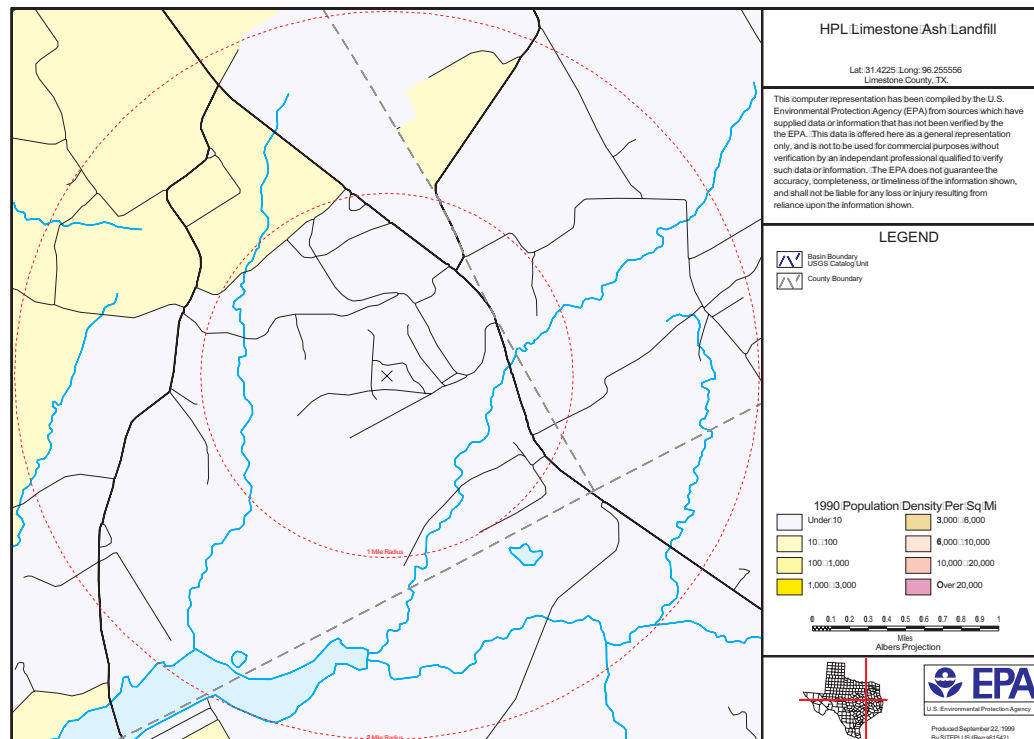 HPL Limestone Ash Landfill
Lat: 31.4225 Long: 96.255556
Limestone County, TX.
This computer representation has been compiled by the U.S.
Environmental Protection Agency (EPA) from sources which have
supplied data or information that has not been verified by the
the EPA. This data is offered here as a general representation
only, and is not to be used for commercial purposes without
verification by an independant professional qualified to verify
such data or information. The EPA does not guarantee the
accuracy, completeness, or timeliness of the information shown,
and shall not be liable for any loss or injury resulting from
reliance upon the information shown.
LEGEND
Basin Boundary
USGS Catalog Unit
County Boundary
1990 Population Density Per Sq Mi
Under 10
10 100
100 1,000
1,000 3,000
3,000 6,000
6,000 10,000
10,000 20,000
Over 20,000
0 0.1 0.2 0.3 0.4 0.5 0.6 0.7 0.8 0.9 1
Miles
Albers Projection
EPA
U.S. Environmental Protection Agency
Produced September 22, 1999
By SITEPLUS (Req:s61542)
1 Mile Radius
2 Mile Radius